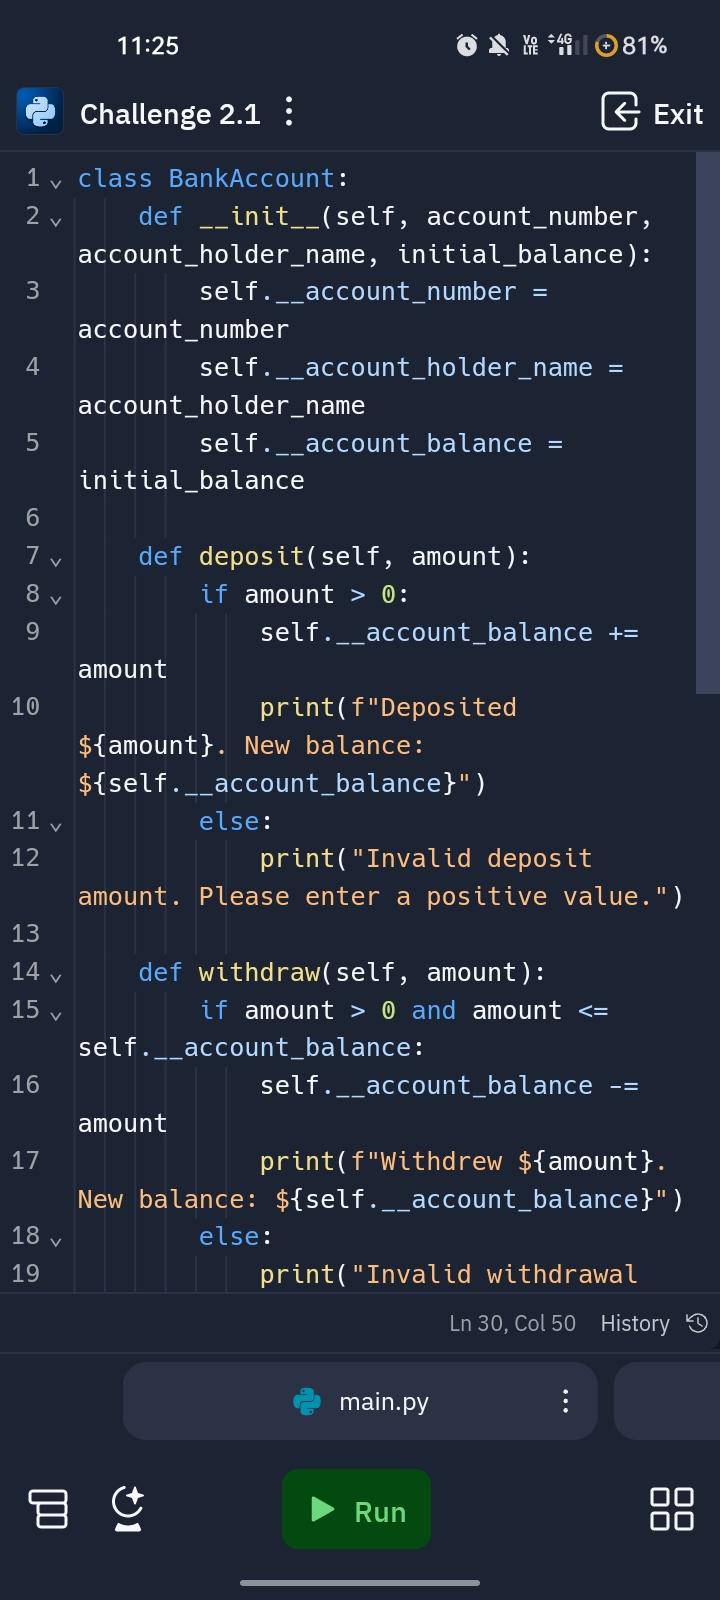 11:25 Vo LTE 4G 81%
Challenge 2.1 Exit
1 class BankAccount:
2 def __init__(self, account_number,
account_holder_name, initial_balance):
3 self.__account_number =
account_number
4 self.__account_holder_name =
account_holder_name
5 self.__account_balance =
initial_balance
6
7 def deposit(self, amount):
8 if amount > 0:
9 self.__account_balance +=
amount
10 print(f"Deposited
${amount}. New balance:
${self.__account_balance}")
11 else:
12 print("Invalid deposit
amount. Please enter a positive value.")
13
14 def withdraw(self, amount):
15 if amount > 0 and amount <=
self.__account_balance:
16 self.__account_balance -=
amount
17 print(f"Withdrew ${amount}.
New balance: ${self.__account_balance}")
18 else:
19 print("Invalid withdrawal
Ln 30, Col 50 History
main.py
Run